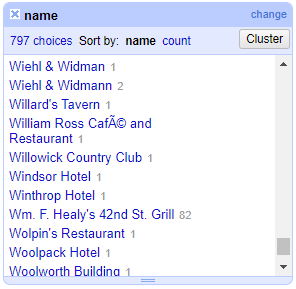 name change
797 choices Sort by: name count Cluster
Wiehl & Widman 1
Wiehl & Widmann 2
Willard's Tavern 1
William Ross CafÃ© and
Restaurant 1
Willowick Country Club 1
Windsor Hotel 1
Winthrop Hotel 1
Wm. F. Healy's 42nd St. Grill 82
Wolpin's Restaurant 1
Woolpack Hotel 1
Woolworth Building 1